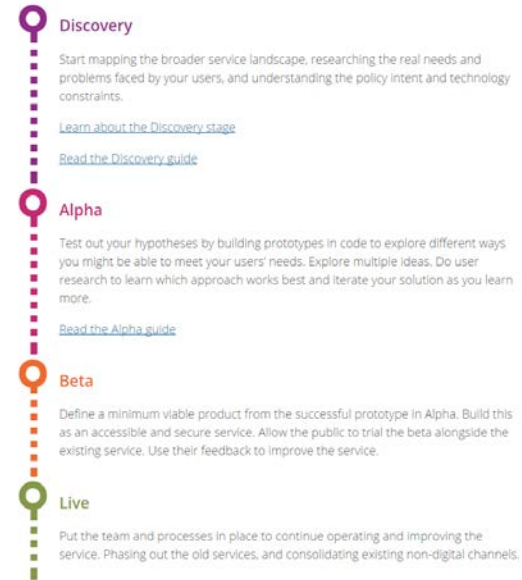 Discovery
Start mapping the broader service landscape, researching the real needs and
problems faced by your users, and understanding the policy intent and technology
constraints.
Learn about the Discovery stage
Read the Discovery guide
Alpha
Test out your hypotheses by building prototypes in code to explore different ways
you might be able to meet your users' needs. Explore multiple ideas. Do user
research to learn which approach works best and iterate your solution as you learn
more.
Read the Alpha guide
Beta
Define a minimum viable product from the successful prototype in Alpha. Build this
as an accessible and secure service. Allow the public to trial the beta alongside the
existing service. Use their feedback to improve the service.
Live
Put the team and processes in place to continue operating and improving the
service. Phasing out the old services, and consolidating existing non-digital channels.